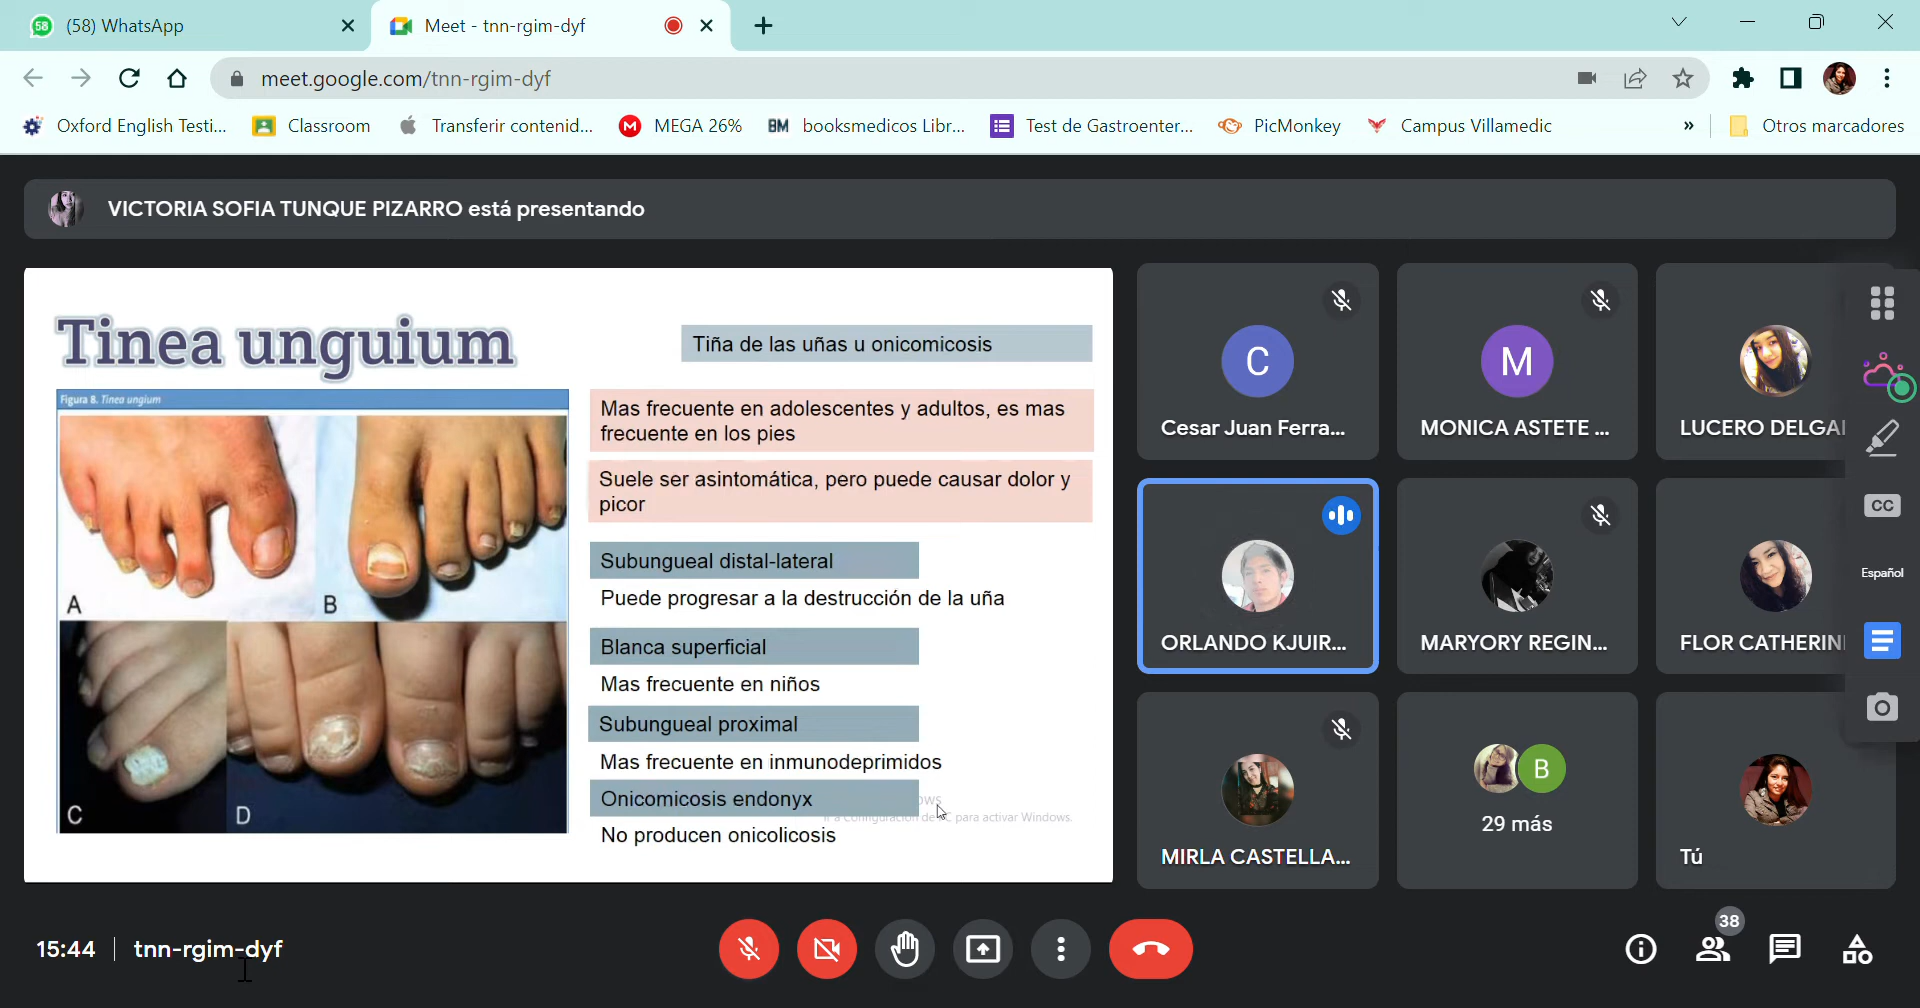 (58) WhatsApp
Meet - tnn-rgim-dyf
meet.google.com/tnn-rgim-dyf
Oxford English Testi...
Classroom
Transferir contenid...
MEGA 26%
BM booksmedicos Libr...
Test de Gastroenter...
PicMonkey
Campus Villamedic
»
Otros marcadores
VICTORIA SOFIA TUNQUE PIZARRO está presentando
Tinea unguium
Tiña de las uñas u onicomicosis
Figura 8. Tinea ungium
A
B
C
D
Mas frecuente en adolescentes y adultos, es mas
frecuente en los pies
Suele ser asintomática, pero puede causar dolor y
picor
Subungueal distal-lateral
Puede progresar a la destrucción de la uña
Blanca superficial
Mas frecuente en niños
Subungueal proximal
Mas frecuente en inmunodeprimidos
Onicomicosis endonyx
para activar Windows.
No producen onicolicosis
C
Cesar Juan Ferra...
M
MONICA ASTETE ...
LUCERO DELGA
ORLANDO KJUIR...
MARYORY REGIN...
FLOR CATHERIN
MIRLA CASTELLA...
B
29 más
Tú
CC
Español
15:44
tnn-rgim-dyf
38